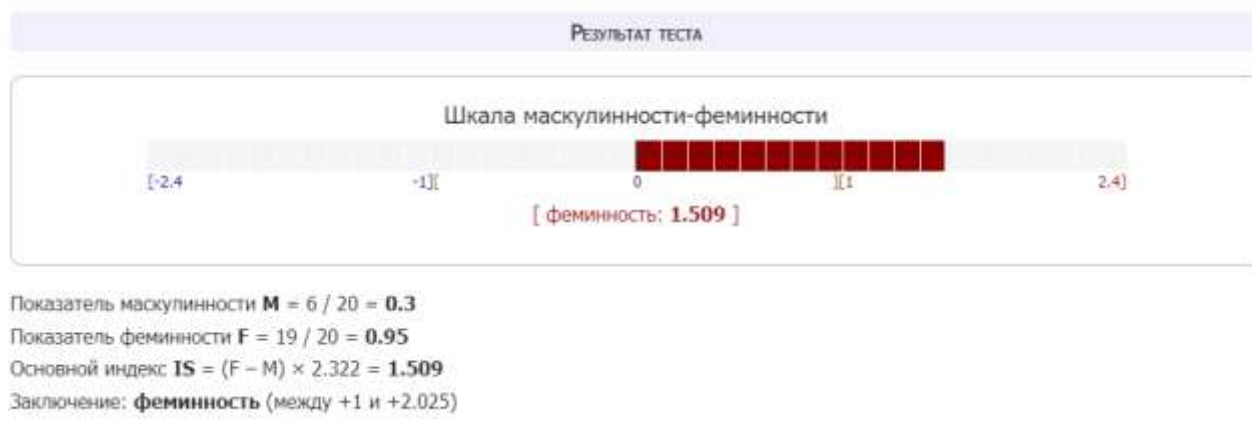 Результат теста
Шкала маскулинности-феминности
[-2.4 -1][ 0 ][1 2.4]
[ феминность: 1.509 ]
Показатель маскулинности M = 6 / 20 = 0.3
Показатель феминности F = 19 / 20 = 0.95
Основной индекс IS = (F – M) × 2.322 = 1.509
Заключение: феминность (между +1 и +2.025)